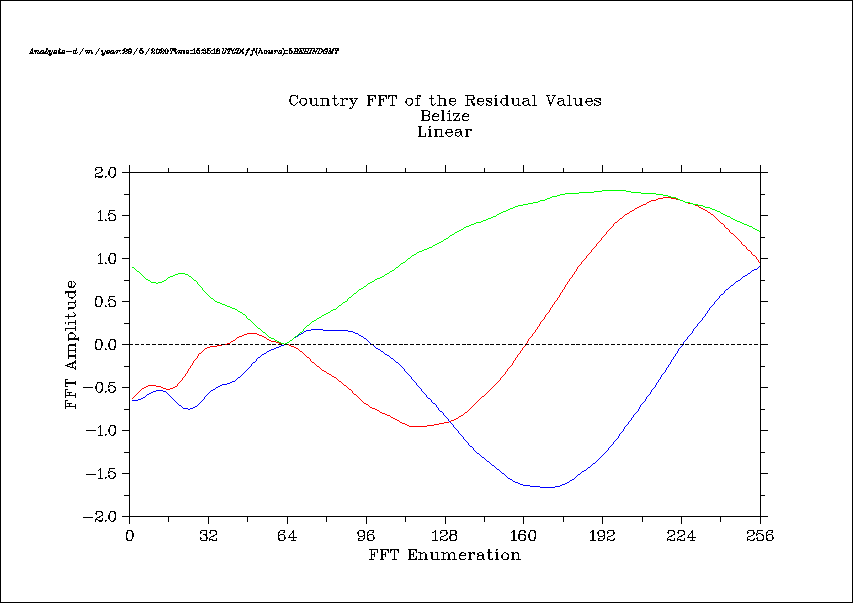 Country FFT of the Residual Values
Belize
Linear
2.0
1.5
1.0
0.5
0.0
−0.5
−1.0
−1.5
−2.0
FFT Amplitude
0 32 64 96 128 160 192 224 256
FFT Enumeration